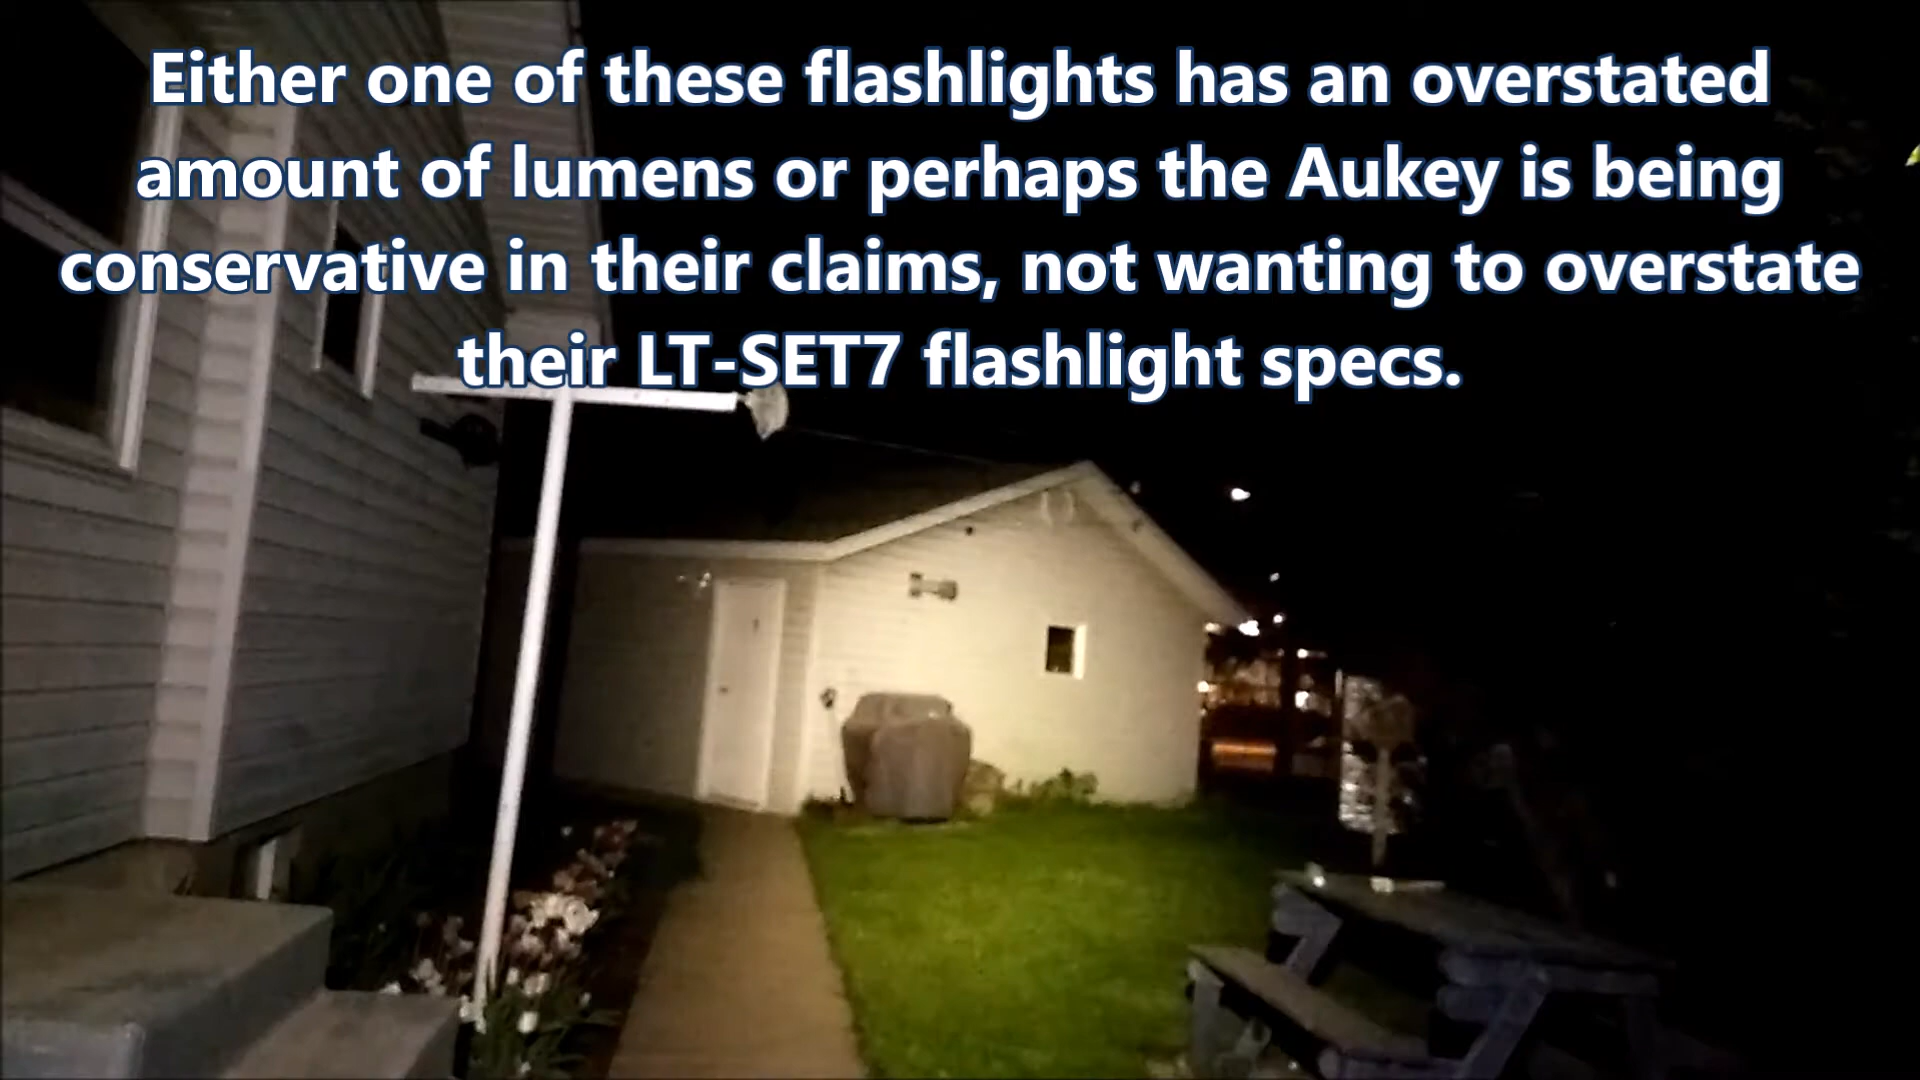 Either one of these flashlights has an overstated
amount of lumens or perhaps the Aukey is being
conservative in their claims, not wanting to overstate
their LT-SET7 flashlight specs.